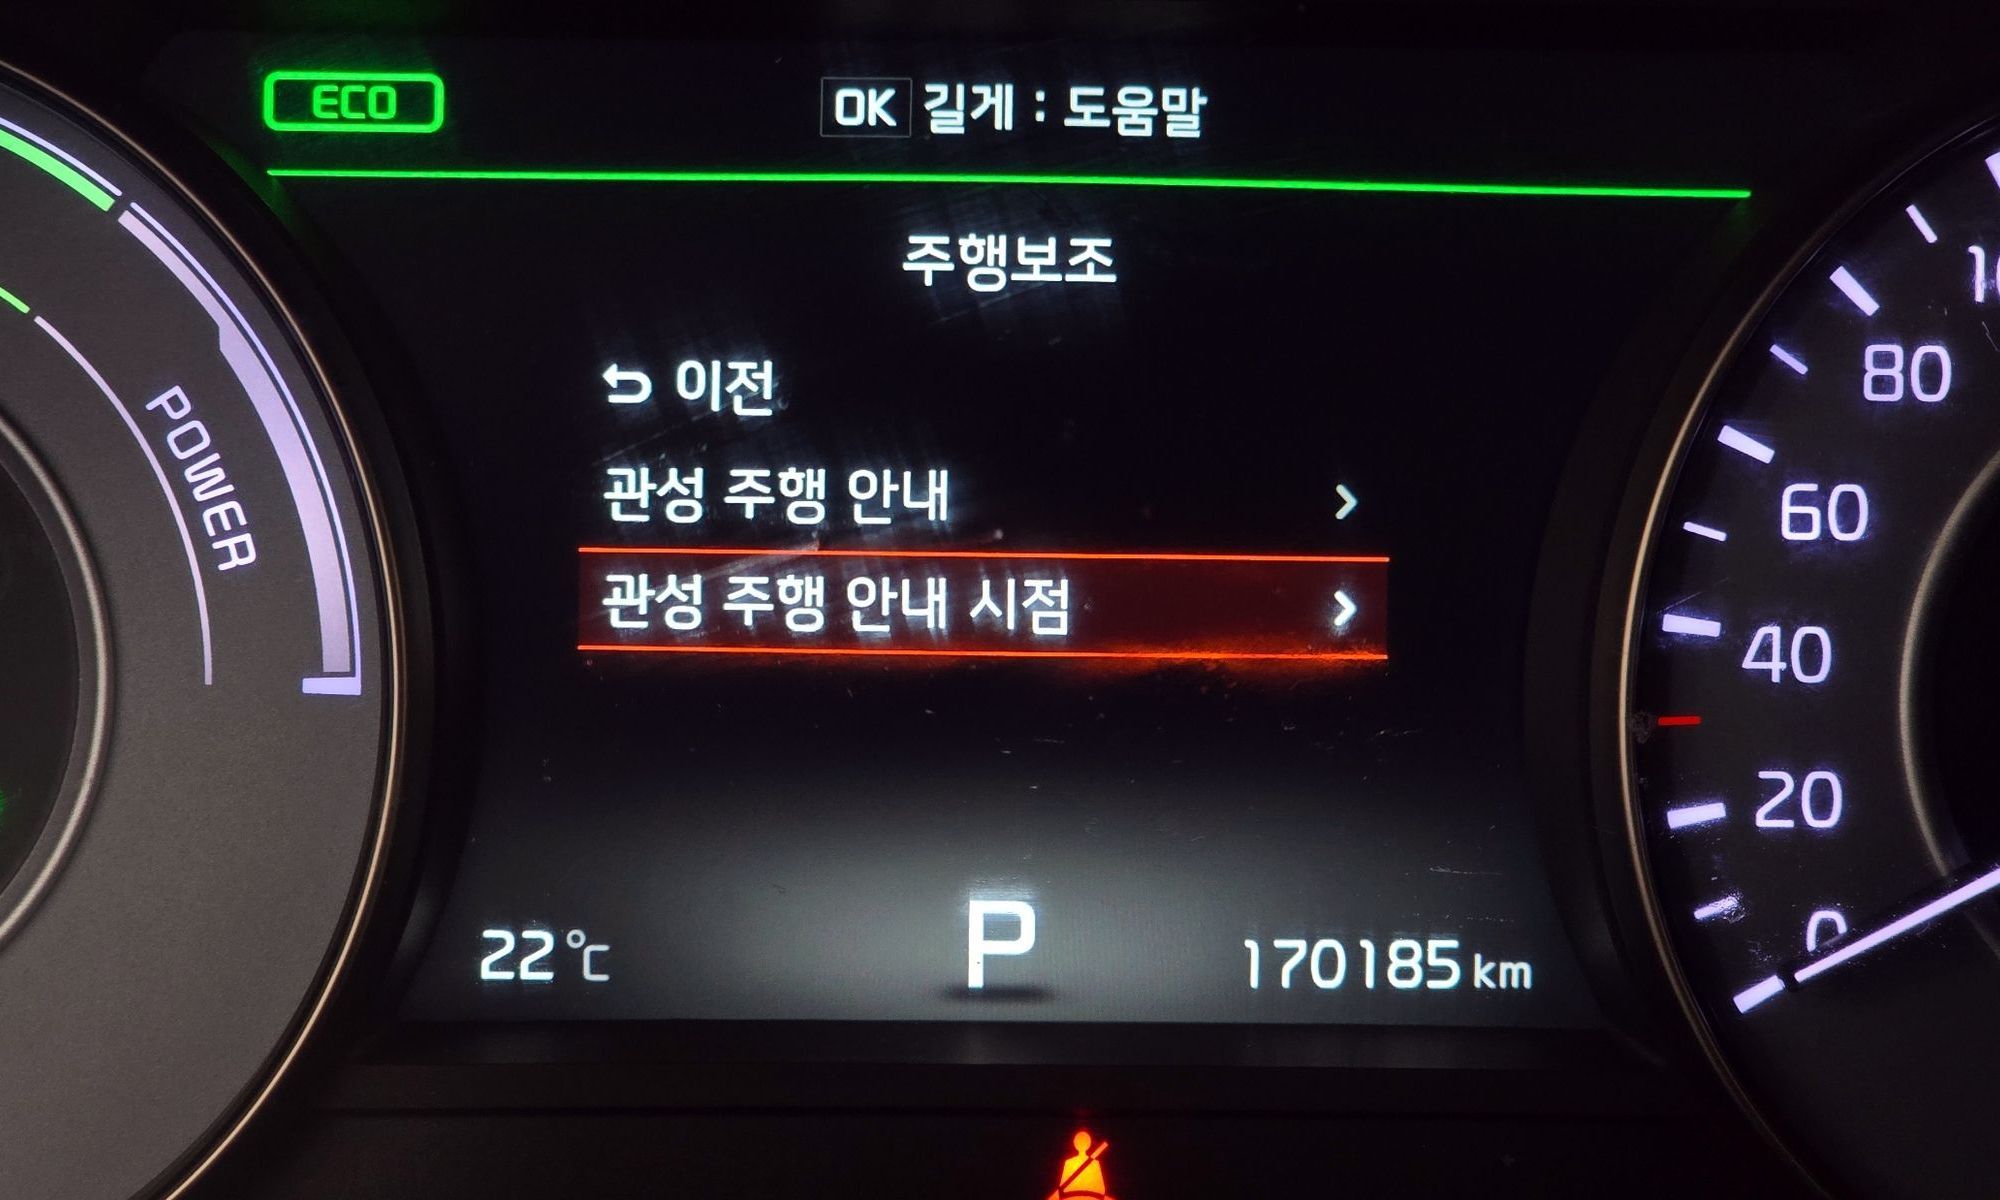 ECO
OK 길게 : 도움말
주행보조
이전
관성 주행 안내
관성 주행 안내 시점
POWER
80
60
40
20
0
22℃
P
170185 km